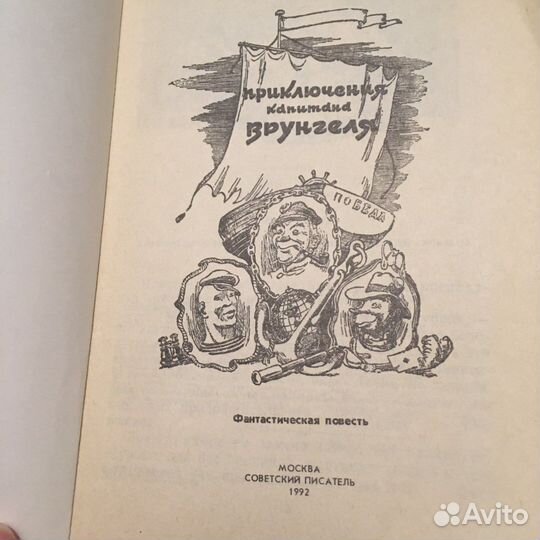 приключения
капитана
врунгеля
ПОБЕДА
Фантастическая повесть
МОСКВА
СОВЕТСКИЙ ПИСАТЕЛЬ
1992
Avito